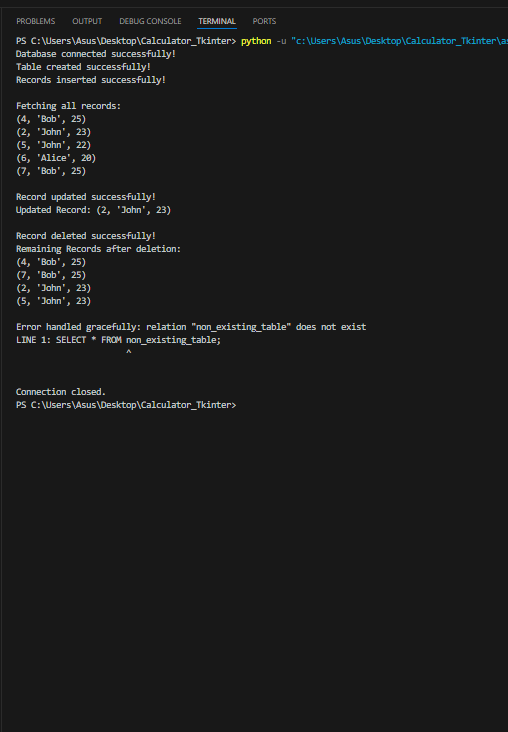 PROBLEMS OUTPUT DEBUG CONSOLE TERMINAL PORTS
PS C:\Users\Asus\Desktop\Calculator_Tkinter> python -u "c:\Users\Asus\Desktop\Calculator_Tkinter\as
Database connected successfully!
Table created successfully!
Records inserted successfully!
Fetching all records:
(4, 'Bob', 25)
(2, 'John', 23)
(5, 'John', 22)
(6, 'Alice', 20)
(7, 'Bob', 25)
Record updated successfully!
Updated Record: (2, 'John', 23)
Record deleted successfully!
Remaining Records after deletion:
(4, 'Bob', 25)
(7, 'Bob', 25)
(2, 'John', 23)
(5, 'John', 23)
Error handled gracefully: relation "non_existing_table" does not exist
LINE 1: SELECT * FROM non_existing_table;
^
Connection closed.
PS C:\Users\Asus\Desktop\Calculator_Tkinter>